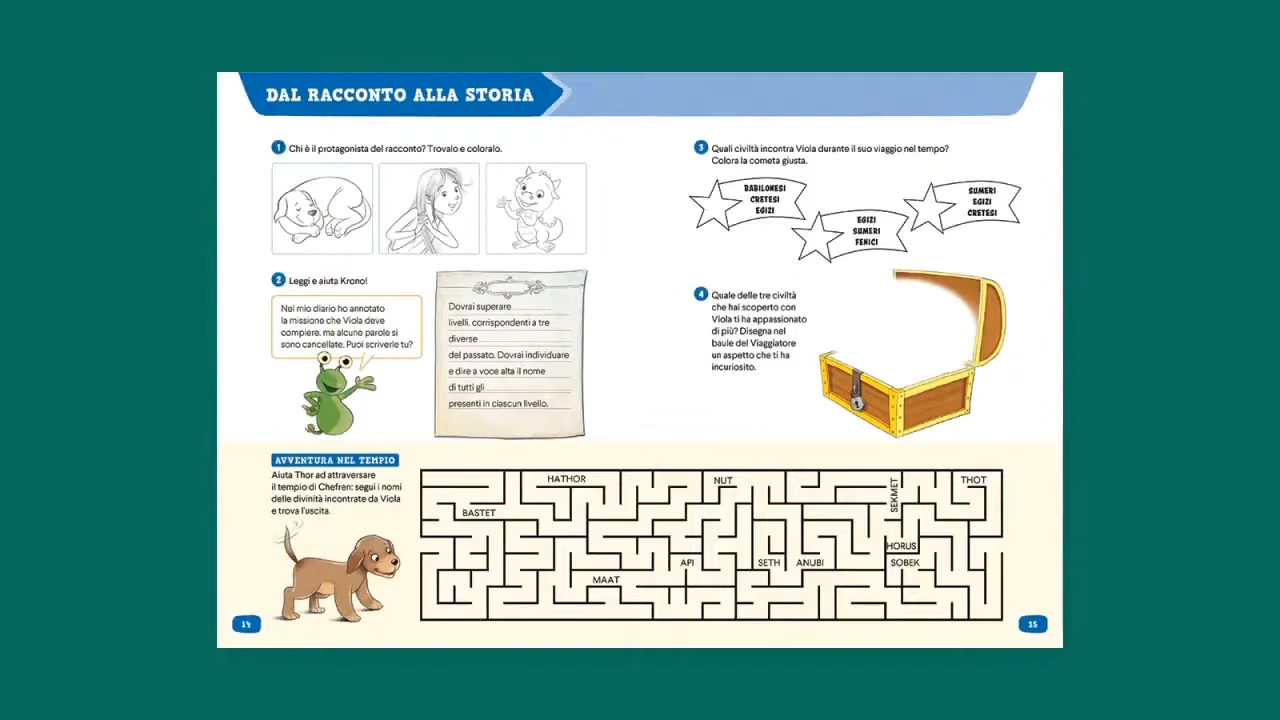 DAL RACCONTO ALLA STORIA
1 Chi è il protagonista del racconto? Trovalo e coloralo.
2 Leggi e aiuta Krono!
Nel mio diario ho annotato
la missione che Viola deve
compiere, ma alcune parole si
sono cancellate. Puoi scriverle tu?
Dovrai superare
livelli, corrispondenti a tre
diverse
del passato. Dovrai individuare
e dire a voce alta il nome
di tutti gli
presenti in ciascun livello.
3 Quali civiltà incontra Viola durante il suo viaggio nel tempo?
Colora la cometa giusta.
BABILONESI
CRETESI
EGIZI
EGIZI
SUMERI
FENICI
SUMERI
EGIZI
CRETESI
4 Quale delle tre civiltà
che hai scoperto con
Viola ti ha appassionato
di più? Disegna nel
baule del Viaggiatore
un aspetto che ti ha
incuriosito.
AVVENTURA NEL TEMPIO
Aiuta Thor ad attraversare
il tempio di Chefren: segui i nomi
delle divinità incontrate da Viola
e trova l'uscita.
HATHOR
NUT
SEKMET
THOT
BASTET
HORUS
API
SETH
ANUBI
SOBEK
MAAT
14
15